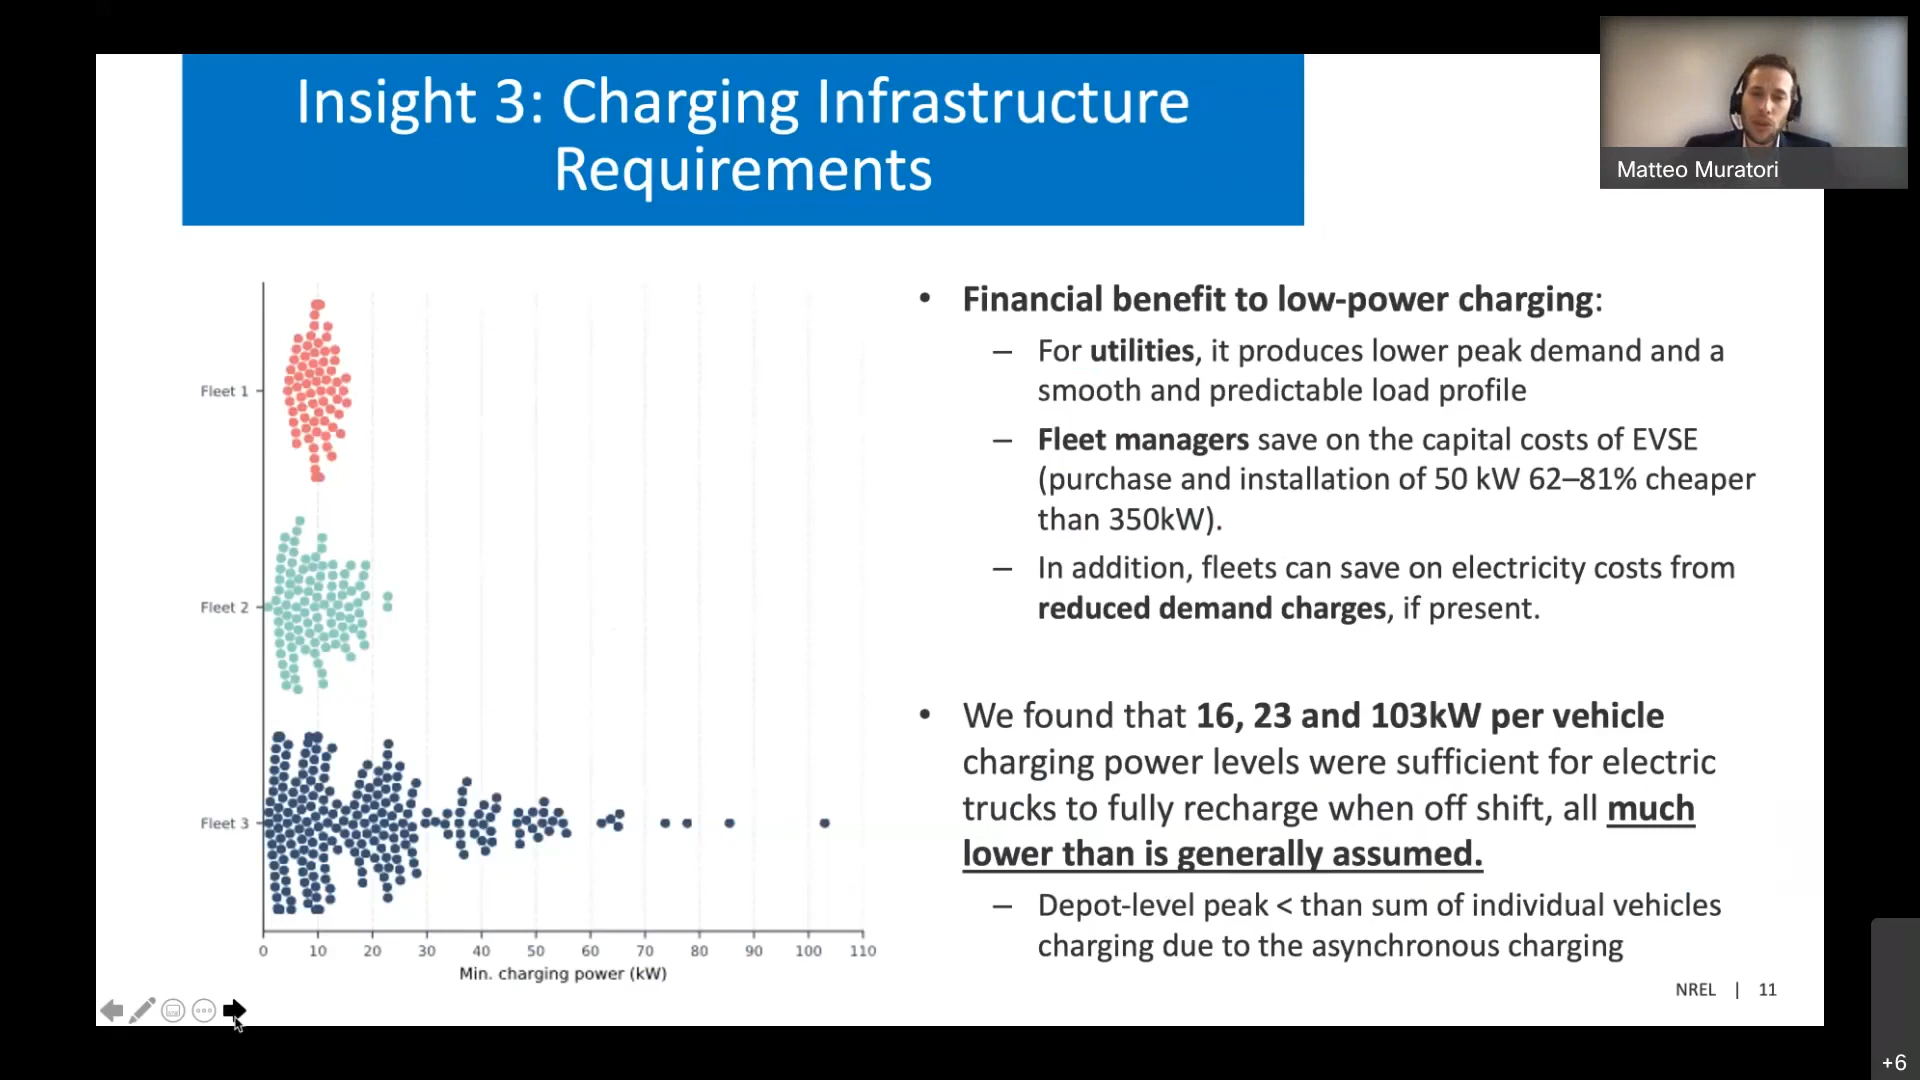 Insight 3: Charging Infrastructure
Requirements
Matteo Muratori
Fleet 1
Fleet 2
Fleet 3
0 10 20 30 40 50 60 70 80 90 100 110
Min. charging power (kW)
• Financial benefit to low-power charging:
– For utilities, it produces lower peak demand and a
smooth and predictable load profile
– Fleet managers save on the capital costs of EVSE
(purchase and installation of 50 kW 62–81% cheaper
than 350kW).
– In addition, fleets can save on electricity costs from
reduced demand charges, if present.
• We found that 16, 23 and 103kW per vehicle
charging power levels were sufficient for electric
trucks to fully recharge when off shift, all much
lower than is generally assumed.
– Depot-level peak < than sum of individual vehicles
charging due to the asynchronous charging
NREL | 11
+6